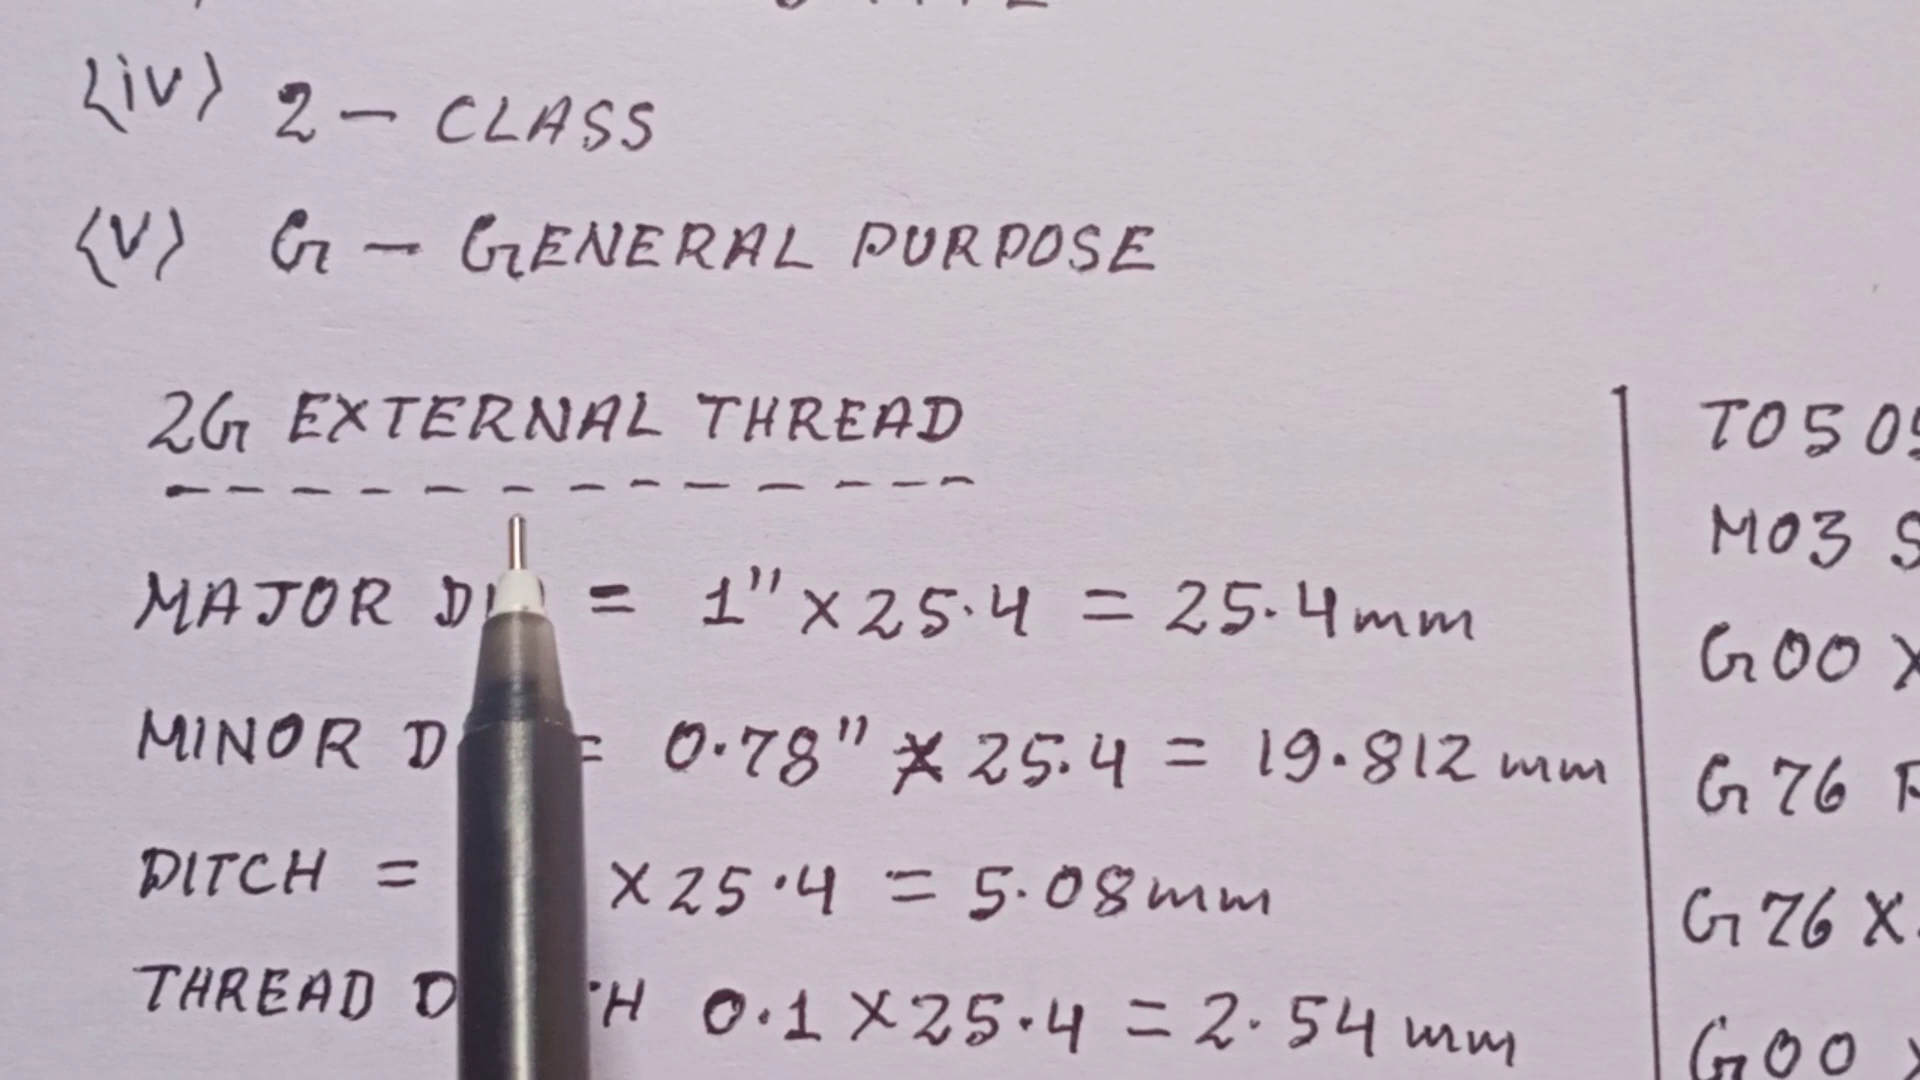 <iv> 2 - CLASS
<v> G - GENERAL PURPOSE
2G EXTERNAL THREAD
MAJOR = 1" × 25.4 = 25.4mm
MINOR = 0.78" × 25.4 = 19.812 mm
PITCH = × 25.4 = 5.08mm
THREAD 0.1 × 25.4 = 2.54 mm
T05
M03
G00 X
G76
G76 X
G00